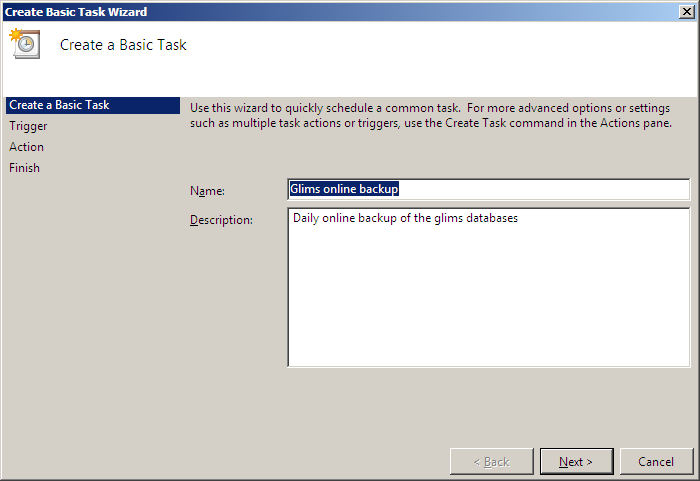 Create Basic Task Wizard
Create a Basic Task
Create a Basic Task
Trigger
Action
Finish
Use this wizard to quickly schedule a common task. For more advanced options or settings
such as multiple task actions or triggers, use the Create Task command in the Actions pane.
Name:
Glims online backup
Description:
Daily online backup of the glims databases
< Back
Next >
Cancel